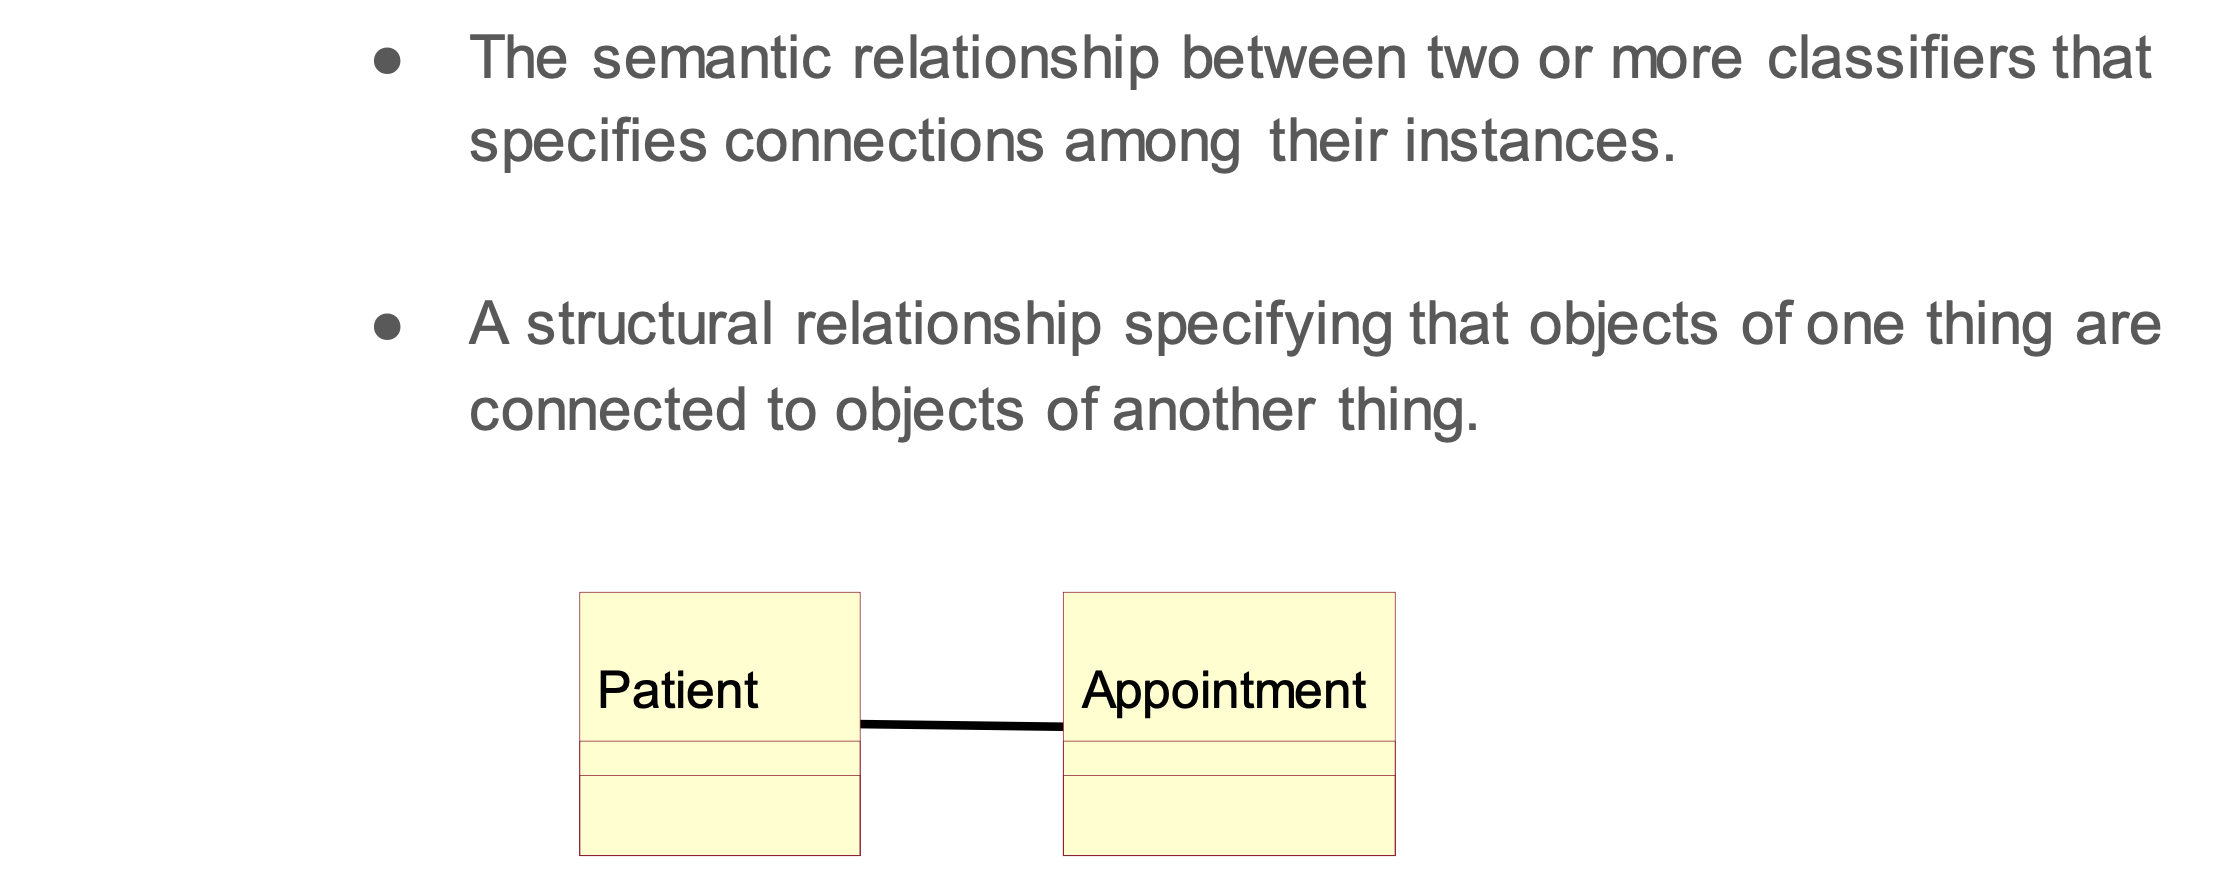 ● The semantic relationship between two or more classifiers that
specifies connections among their instances.
● A structural relationship specifying that objects of one thing are
connected to objects of another thing.
Patient
Appointment